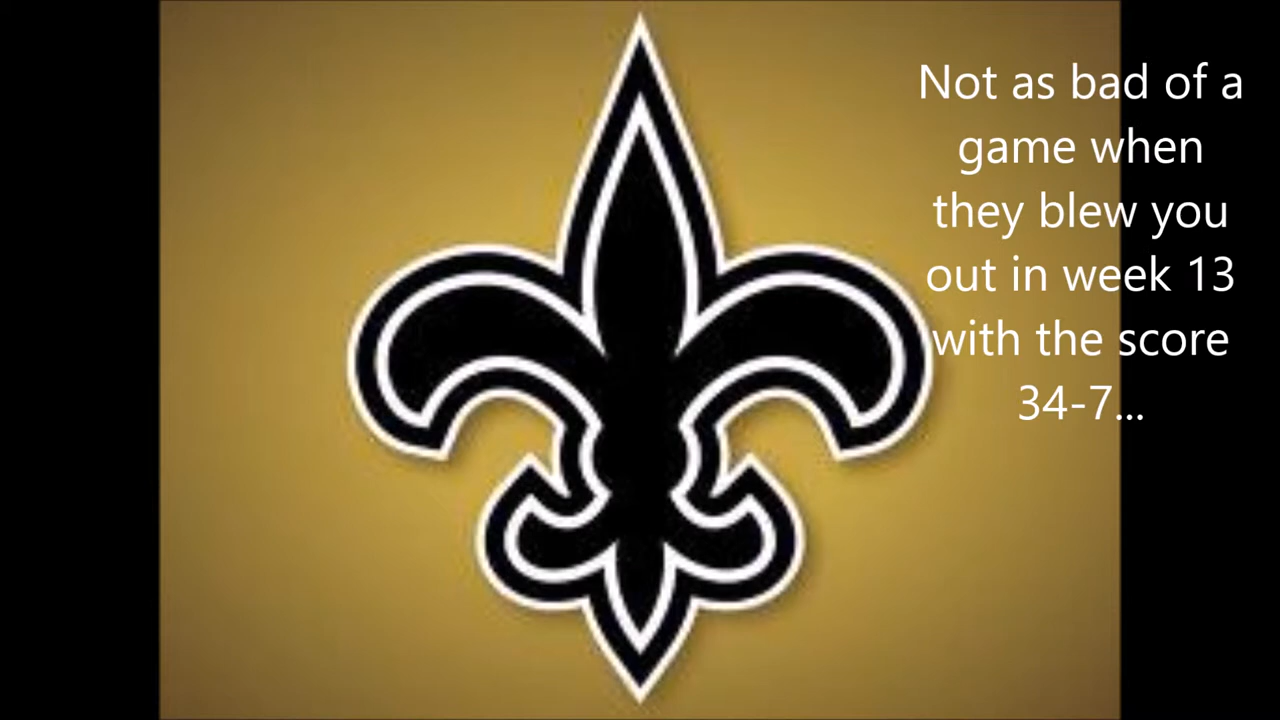 Not as bad of a
game when
they blew you
out in week 13
with the score
34-7...